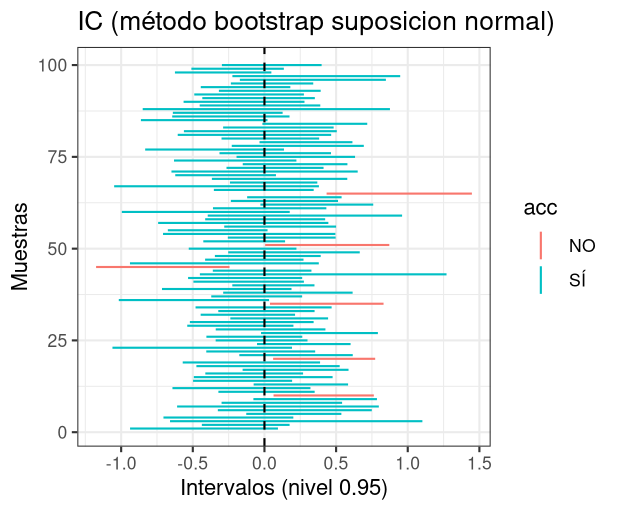 IC (método bootstrap suposicion normal)
100
75
50
25
0
Muestras
-1.0 -0.5 0.0 0.5 1.0 1.5
Intervalos (nivel 0.95)
acc
NO
SÍ